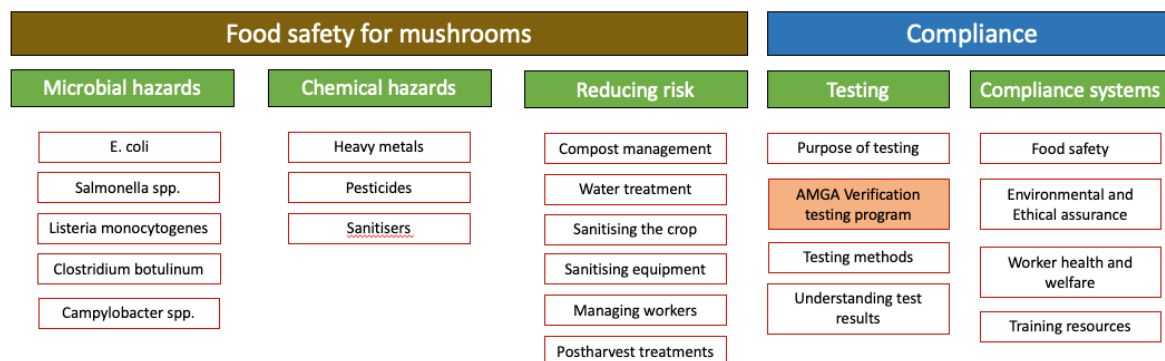 Food safety for mushrooms
Compliance
Microbial hazards
Chemical hazards
Reducing risk
Testing
Compliance systems
E. coli
Salmonella spp.
Listeria monocytogenes
Clostridium botulinum
Campylobacter spp.
Heavy metals
Pesticides
Sanitisers
Compost management
Water treatment
Sanitising the crop
Sanitising equipment
Managing workers
Postharvest treatments
Purpose of testing
AMGA Verification
testing program
Testing methods
Understanding test
results
Food safety
Environmental and
Ethical assurance
Worker health and
welfare
Training resources